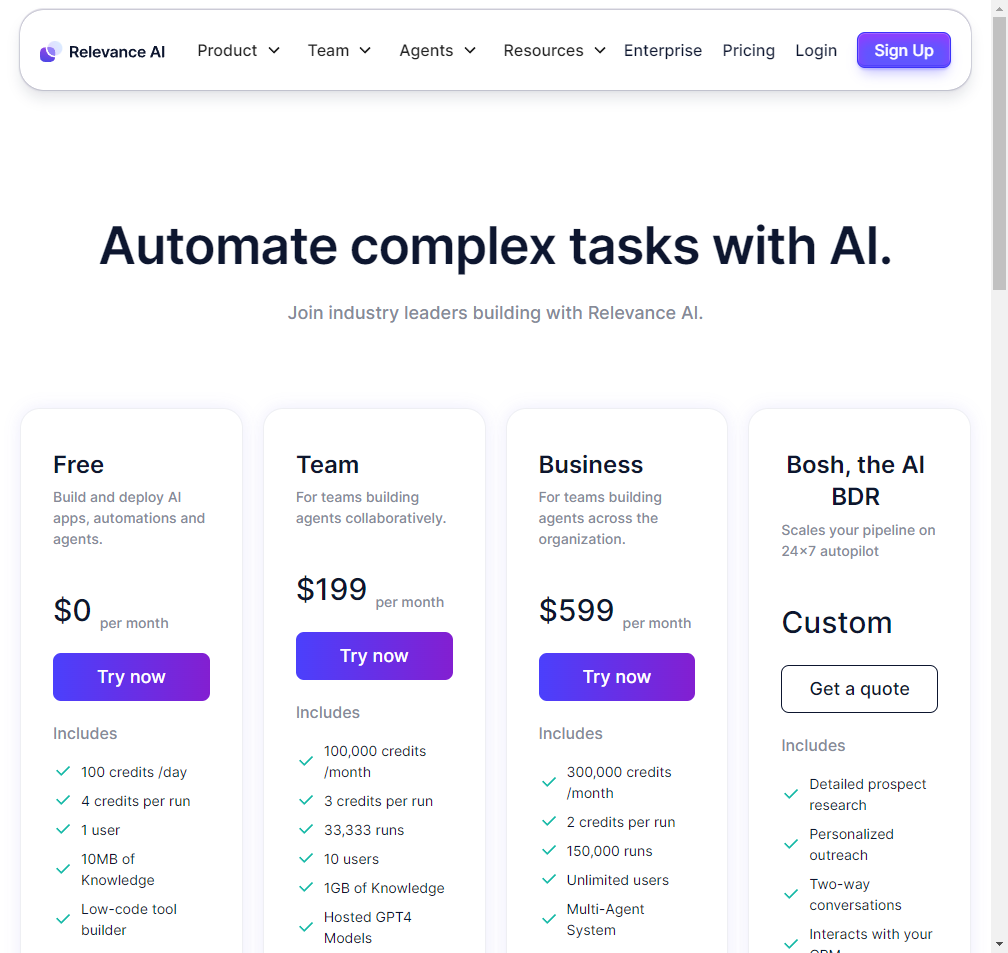 Relevance AI
Product
Team
Agents
Resources
Enterprise
Pricing
Login
Sign Up
Automate complex tasks with AI.
Join industry leaders building with Relevance AI.
Free
Build and deploy AI
apps, automations and
agents.
$0 per month
Try now
Includes
100 credits /day
4 credits per run
1 user
10MB of
Knowledge
Low-code tool
builder
Team
For teams building
agents collaboratively.
$199 per month
Try now
Includes
100,000 credits
/month
3 credits per run
33,333 runs
10 users
1GB of Knowledge
Hosted GPT4
Models
Business
For teams building
agents across the
organization.
$599 per month
Try now
Includes
300,000 credits
/month
2 credits per run
150,000 runs
Unlimited users
Multi-Agent
System
Bosh, the AI
BDR
Scales your pipeline on
24×7 autopilot
Custom
Get a quote
Includes
Detailed prospect
research
Personalized
outreach
Two-way
conversations
Interacts with your